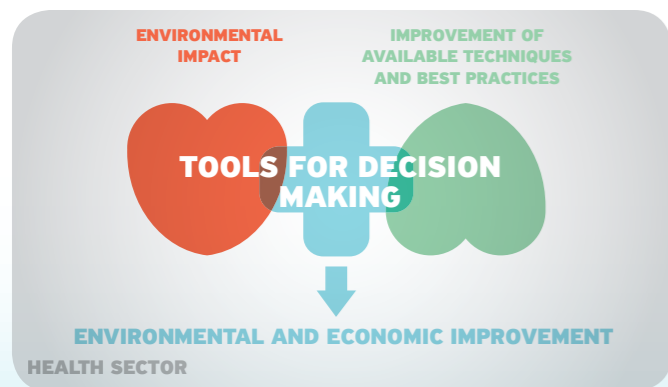 ENVIRONMENTAL
IMPACT
IMPROVEMENT OF
AVAILABLE TECHNIQUES
AND BEST PRACTICES
TOOLS FOR DECISION
MAKING
ENVIRONMENTAL AND ECONOMIC IMPROVEMENT
HEALTH SECTOR